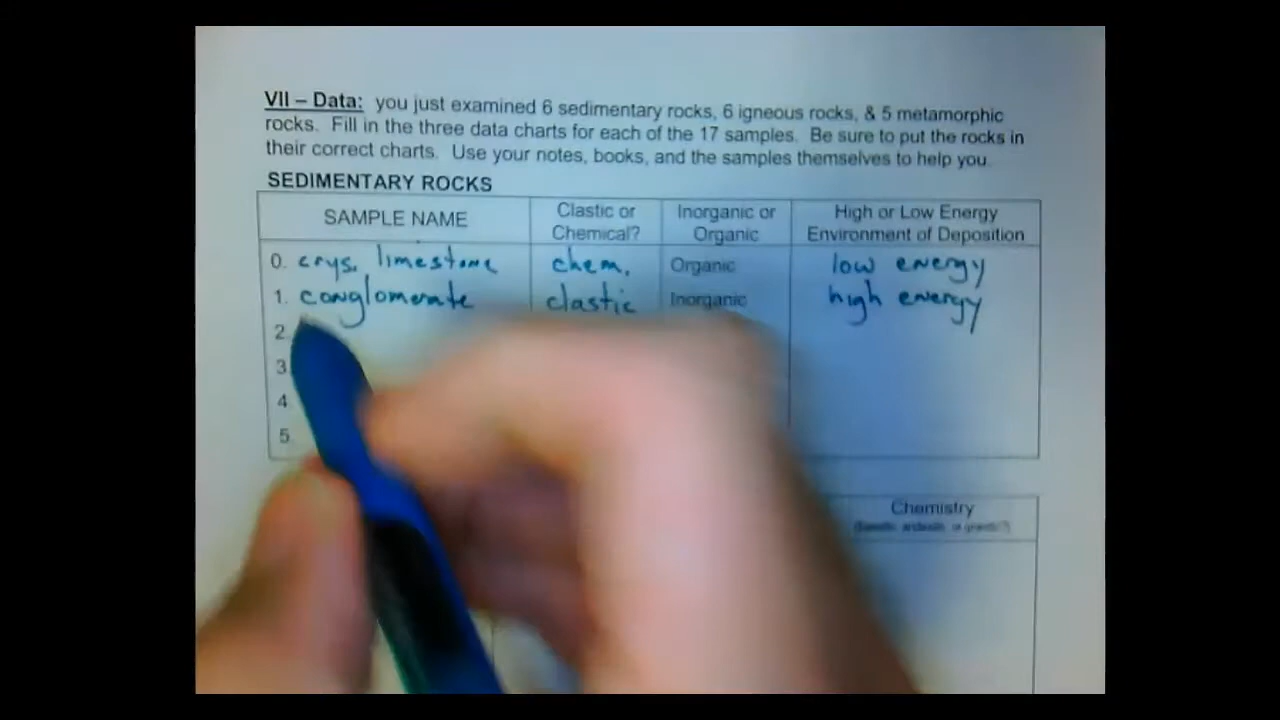 VII – Data: you just examined 6 sedimentary rocks, 6 igneous rocks, & 5 metamorphic
rocks. Fill in the three data charts for each of the 17 samples. Be sure to put the rocks in
their correct charts. Use your notes, books, and the samples themselves to help you.
SEDIMENTARY ROCKS
SAMPLE NAME
Clastic or
Chemical?
Inorganic or
Organic
High or Low Energy
Environment of Deposition
0. crys. limestone chem. Organic low energy
1. conglomerate clastic Inorganic high energy
2.
3
4
5
Chemistry